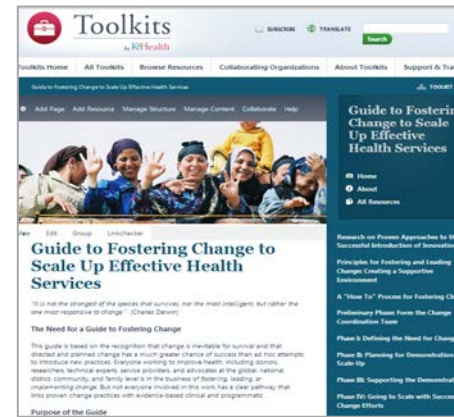 Toolkits
by K4Health
SUBSCRIBE
TRANSLATE
Search
Toolkits Home
All Toolkits
Browse Resources
Collaborating Organizations
About Toolkits
Support & Tra
Guide to Fostering Change to Scale Up Effective Health Services
TOOLKIT
Add Page
Add Resource
Manage Structure
Manage Content
Collaborate
Help
Guide to Fosterin
Change to Scale
Up Effective
Health Services
Home
About
All Resources
View
Edit
Group
Linkchecker
Guide to Fostering Change to
Scale Up Effective Health
Services
"It is not the strongest of the species that survives, nor the most intelligent, but rather the
one most responsive to change." (Charles Darwin)
The Need for a Guide to Fostering Change
This guide is based on the recognition that change is inevitable for survival and that
directed and planned change has a much greater chance of success than ad hoc attempts
to introduce new practices. Everyone working to improve health, including donors,
researchers, technical experts, service providers, and advocates at the global, national,
district, community, and family level is in the business of fostering, leading, or
implementing change. But not everyone involved in this work has a clear pathway that
links proven change practices with evidence-based clinical and programmatic
Purpose of the Guide
Research on Proven Approaches to the
Successful Introduction of Innovation
Principles for Fostering and Leading
Change: Creating a Supportive
Environment
A "How To" Process for Fostering Cha
Preliminary Phase: Form the Change
Coordination Team
Phase I: Defining the Need for Change
Phase II: Planning for Demonstration
Scale-Up
Phase III: Supporting the Demonstrat
Phase IV: Going to Scale with Success
Change Efforts